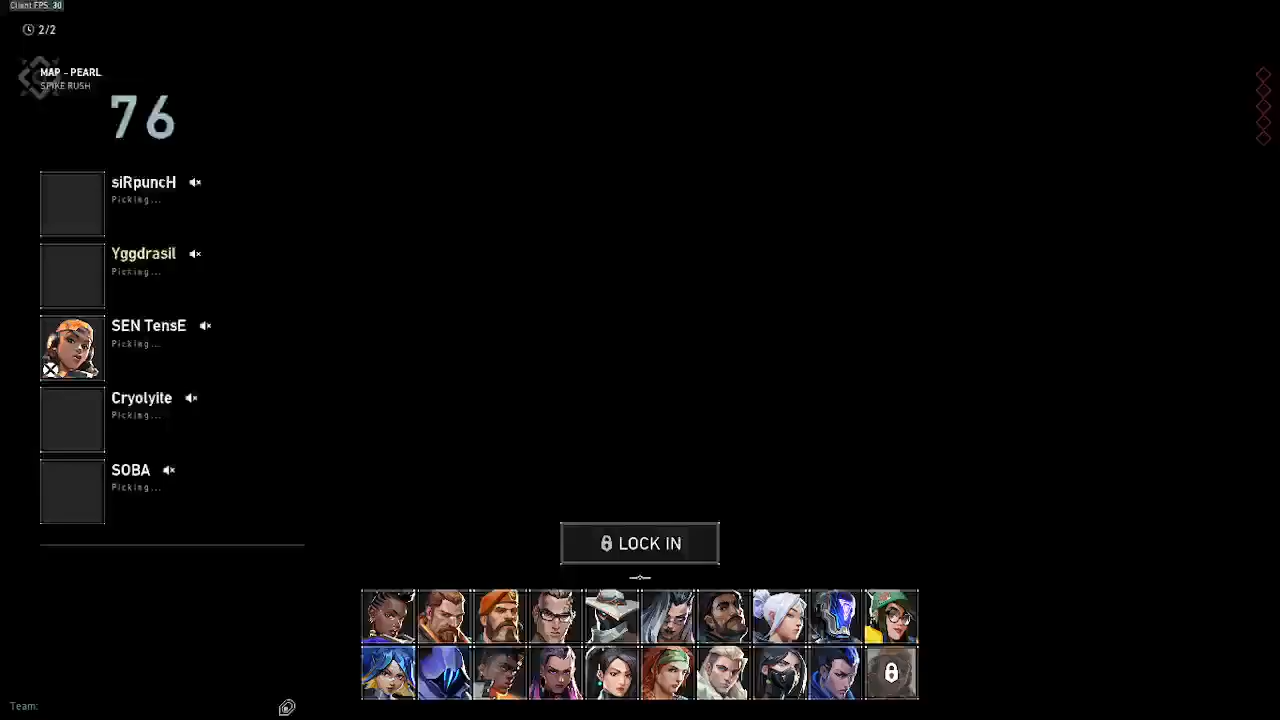 Client FPS: 30
2/2
MAP - PEARL
SPIKE RUSH
76
siRpuncH
Picking...
Yggdrasil
Picking...
SEN TensE
Picking...
Cryolyite
Picking...
SOBA
Picking...
LOCK IN
Team: